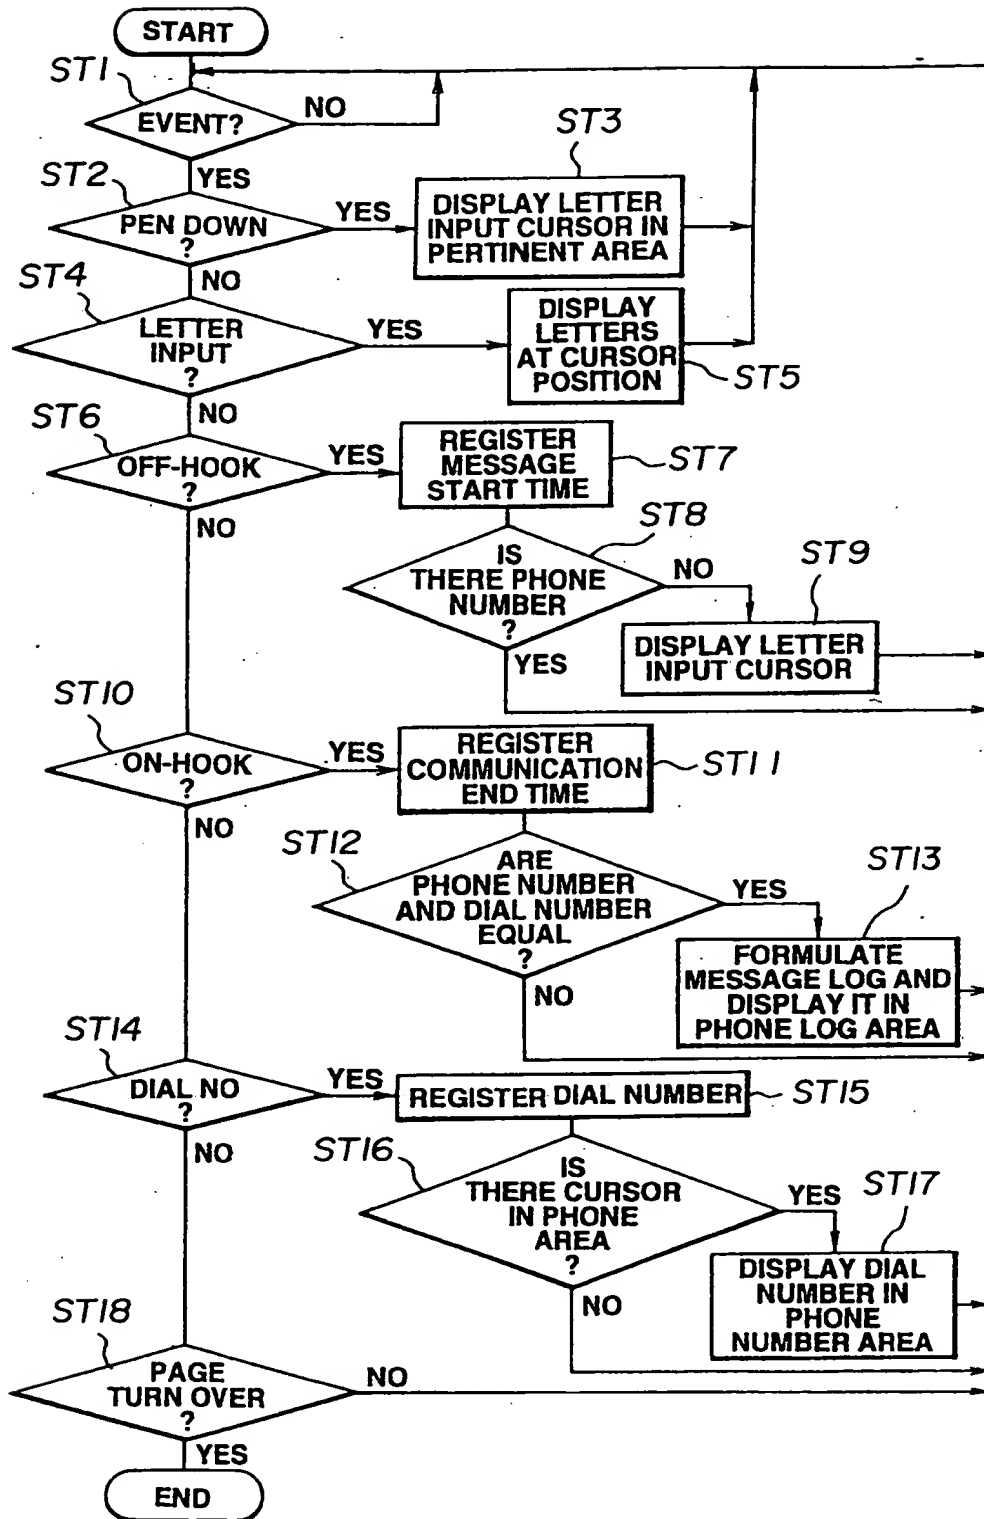 START
ST1
EVENT?
NO
YES
ST2
ST3
PEN DOWN
?
YES
DISPLAY LETTER
INPUT CURSOR IN
PERTINENT AREA
NO
ST4
LETTER
INPUT
?
YES
DISPLAY
LETTERS
AT CURSOR
POSITION
ST5
NO
ST6
OFF-HOOK
?
YES
REGISTER
MESSAGE
START TIME
ST7
NO
ST8
IS
THERE PHONE
NUMBER
?
NO
ST9
DISPLAY LETTER
INPUT CURSOR
YES
ST10
ON-HOOK
?
YES
REGISTER
COMMUNICATION
END TIME
ST11
NO
ST12
ARE
PHONE NUMBER
AND DIAL NUMBER
EQUAL
?
YES
ST13
FORMULATE
MESSAGE LOG AND
DISPLAY IT IN
PHONE LOG AREA
NO
ST14
DIAL NO
?
YES
REGISTER DIAL NUMBER
ST15
NO
ST16
IS
THERE CURSOR
IN PHONE
AREA
?
YES
ST17
DISPLAY DIAL
NUMBER IN
PHONE
NUMBER AREA
NO
ST18
PAGE
TURN OVER
?
NO
YES
END